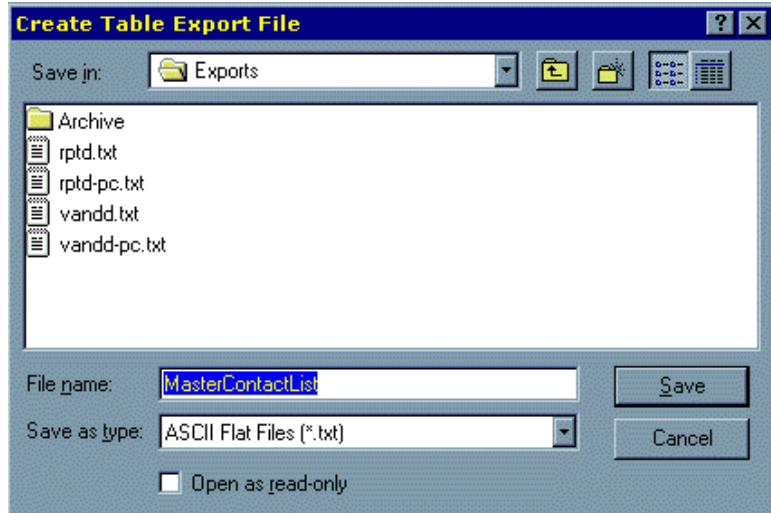 Create Table Export File
Save in: Exports
Archive
rptd.txt
rptd-pc.txt
vandd.txt
vandd-pc.txt
File name: MasterContactList Save
Save as type: ASCII Flat Files (*.txt) Cancel
Open as read-only